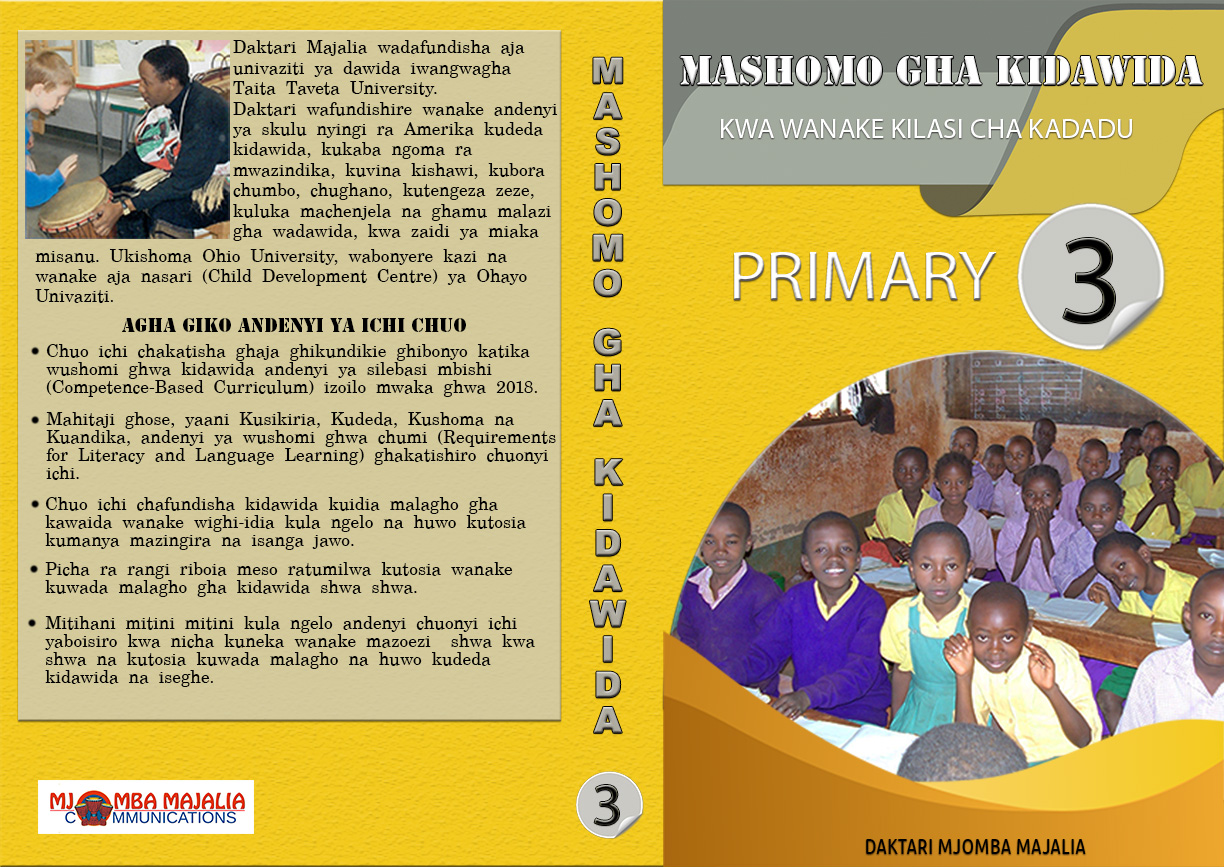 Daktari Majalia wadafundisha aja
univaziti ya dawida iwangwagha
Taita Taveta University.
Daktari wafundishire wanake andenyi
ya skulu nyingi ra Amerika kudeda
kidawida, kukaba ngoma ra
mwazindika, kuvina kishawi, kubora
chumbo, chughano, kutengeza zeze,
kuluka machenjela na ghamu malazi
gha wadawida, kwa zaidi ya miaka
misanu. Ukishoma Ohio University, wabonyere kazi na
wanake aja nasari (Child Development Centre) ya Ohayo
Univaziti.
AGHA GIKO ANDENYI YA ICHI CHUO
• Chuo ichi chakatisha ghaja ghikundikie ghibonyo katika
wushomi ghwa kidawida andenyi ya silebasi mbishi
(Competence-Based Curriculum) izoilo mwaka ghwa 2018.
• Mahitaji ghose, yaani Kusikiria, Kudeda, Kushoma na
Kuandika, andenyi ya wushomi ghwa chumi (Requirements
for Literacy and Language Learning) ghakatishiro chuonyi
ichi.
• Chuo ichi chafundisha kidawida kuidia malagho gha
kawaida wanake wighi-idia kula ngelo na huwo kutosia
kumanya mazingira na isanga jawo.
• Picha ra rangi riboia meso ratumilwa kutosia wanake
kuwada malagho gha kidawida shwa shwa.
• Mitihani mitini mitini kula ngelo andenyi chuonyi ichi
yaboisiro kwa nicha kuneka wanake mazoezi shwa kwa
shwa na kutosia kuwada malagho na huwo kudeda
kidawida na iseghe.
MJOMBA MAJALIA
COMMUNICATIONS
MASHOMO GHA KIDAWIDA
3
MASHOMO GHA KIDAWIDA
KWA WANAKE KILASI CHA KADADU
PRIMARY 3
DAKTARI MJOMBA MAJALIA